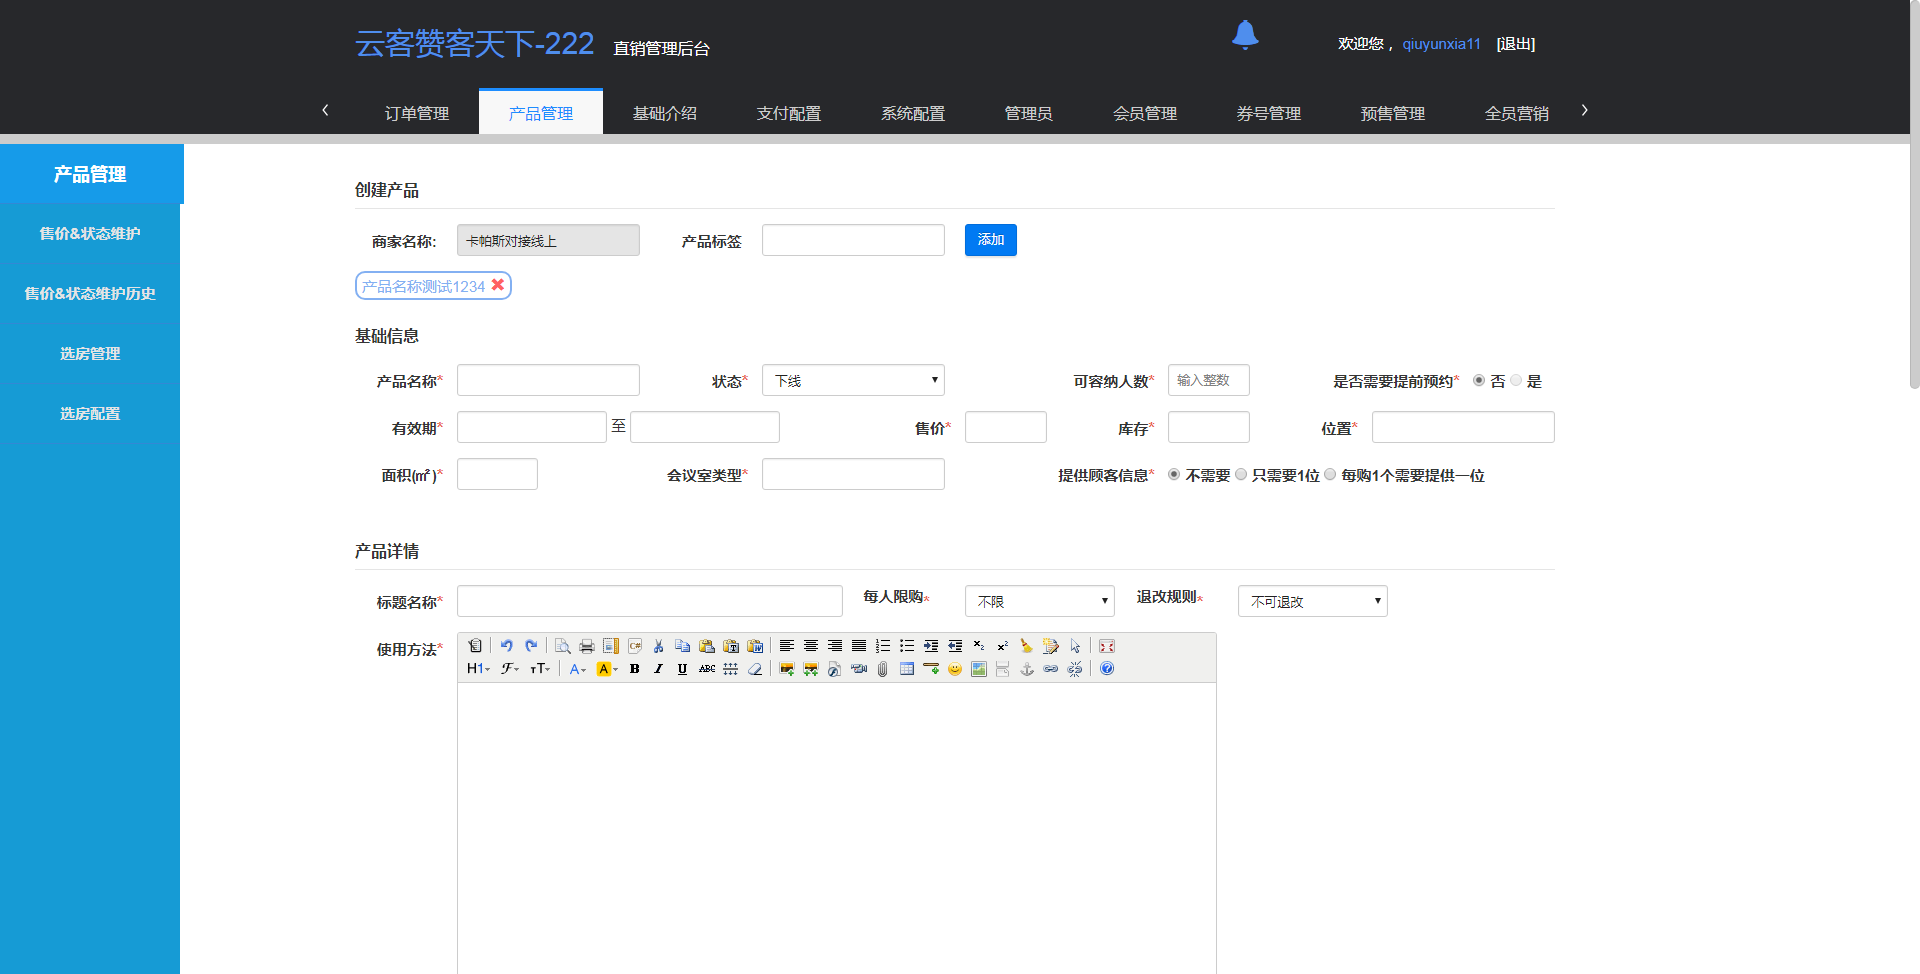 云客赞客天下-222 直销管理后台 欢迎您， qiuyunxia11 [退出]
订单管理 产品管理 基础介绍 支付配置 系统配置 管理员 会员管理 券号管理 预售管理 全员营销
产品管理
售价&状态维护
售价&状态维护历史
选房管理
选房配置
创建产品
商家名称: 卡帕斯对接线上 产品标签 添加
产品名称测试1234
基础信息
产品名称* 状态* 下线 可容纳人数* 输入整数 是否需要提前预约* 否 是
有效期* 至 售价* 库存* 位置*
面积(㎡)* 会议室类型* 提供顾客信息* 不需要 只需要1位 每购1个需要提供一位
产品详情
标题名称* 每人限购* 不限 退改规则* 不可退改
使用方法*
H1 F TT A A B I U ABC